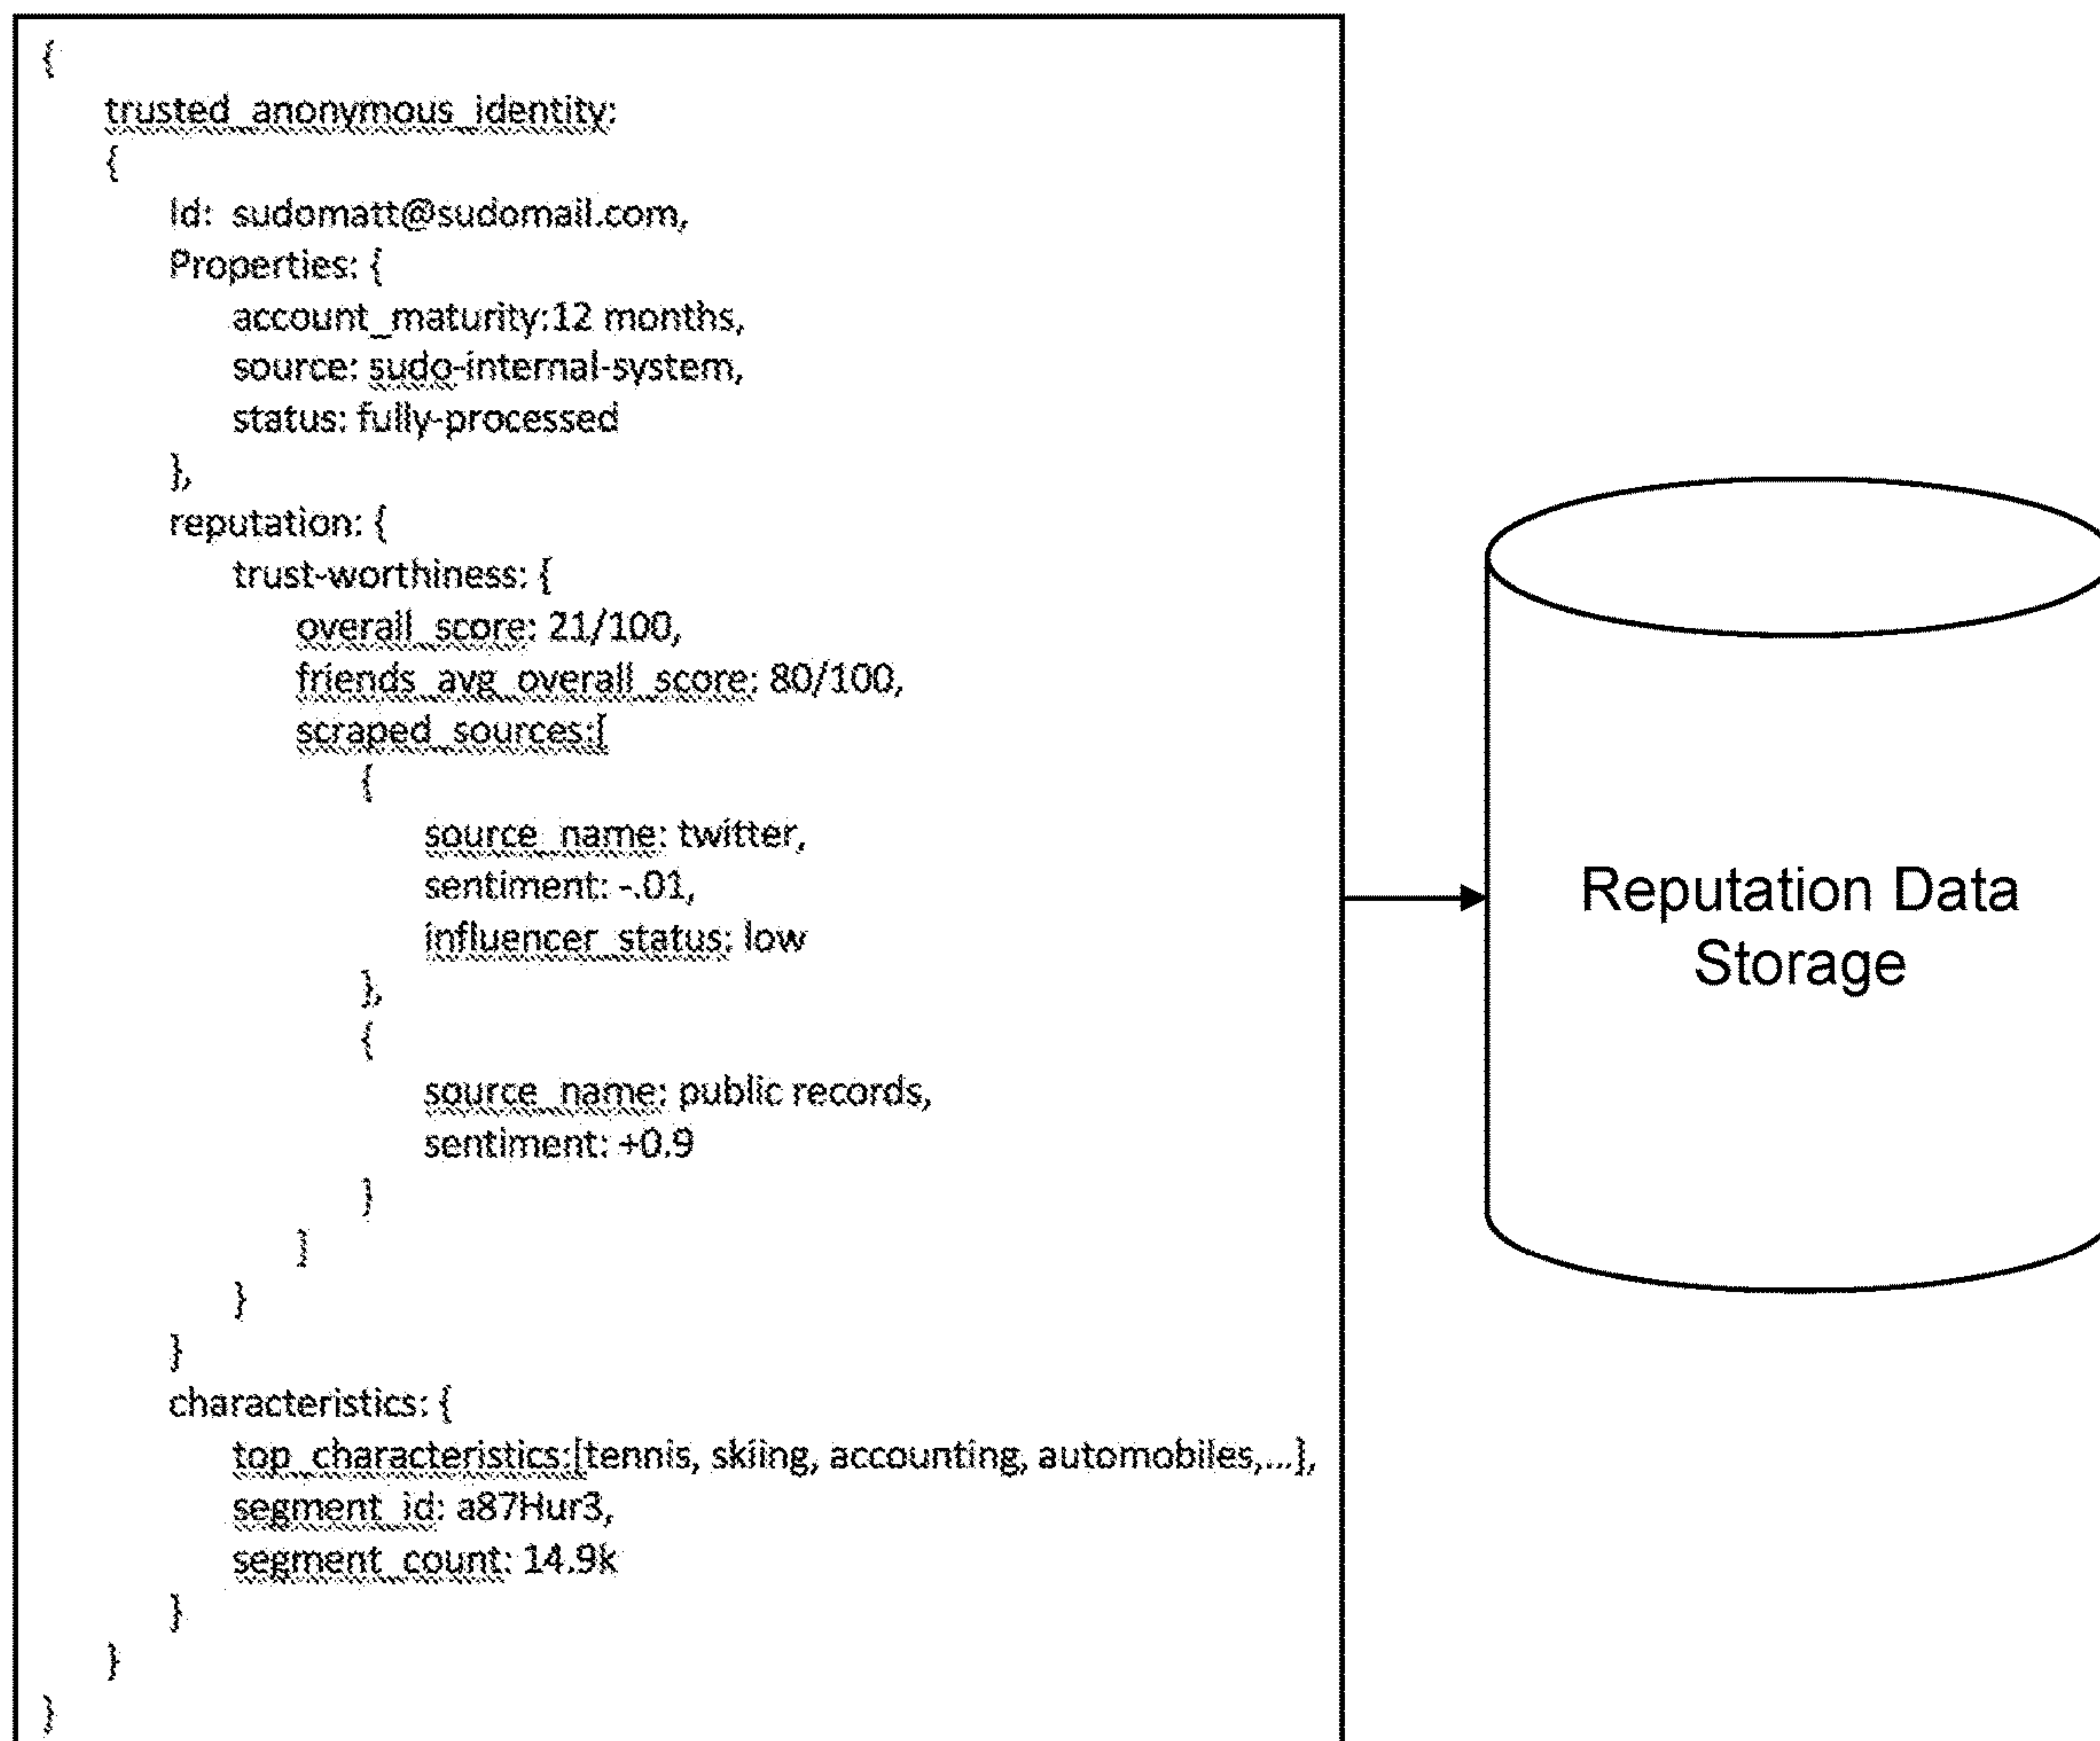 {
trusted_anonymous_identity:
{
Id: sudomatt@sudomail.com,
Properties: {
account_maturity:12 months,
source: sudo-internal-system,
status: fully-processed
},
reputation: {
trust-worthiness: {
overall_score: 21/100,
friends_avg_overall_score: 80/100,
scraped_sources:[
{
source_name: twitter,
sentiment: -.01,
influencer_status: low
},
{
source_name: public records,
sentiment: +0.9
}
]
}
}
characteristics: {
top_characteristics:[tennis, skiing, accounting, automobiles,...],
segment_id: a87Hur3,
segment_count: 14.9k
}
}
}
Reputation Data
Storage